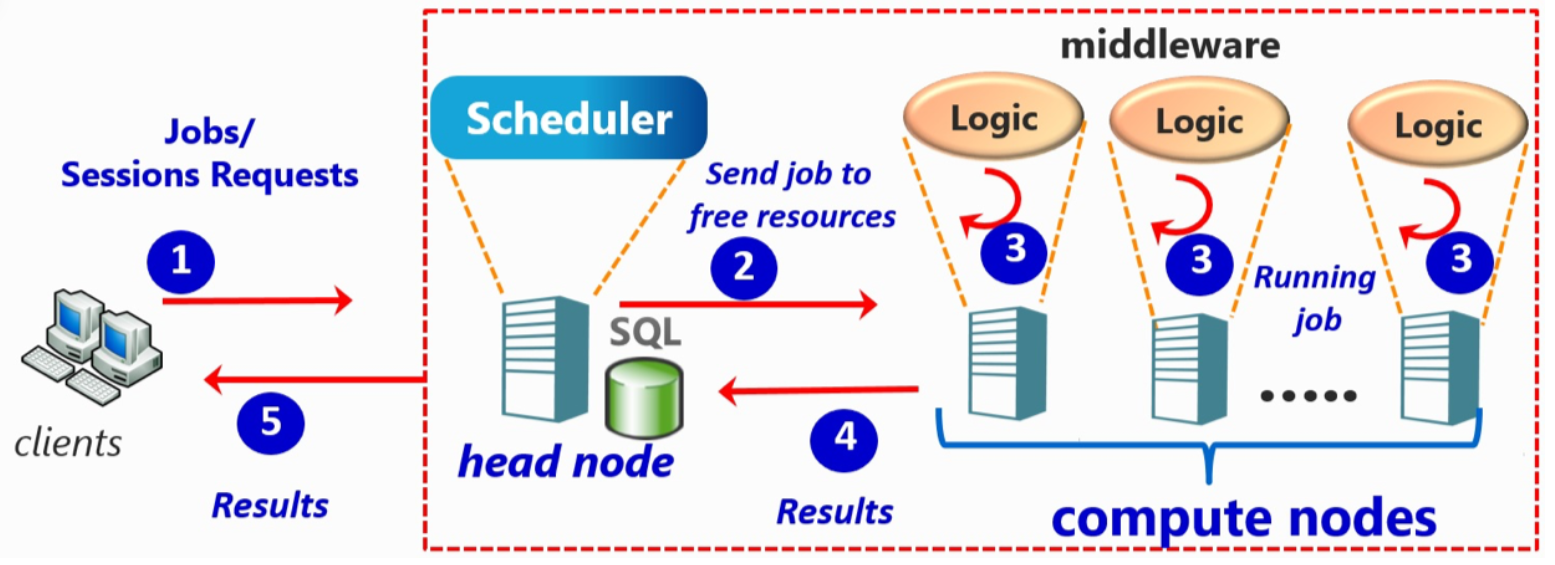 middleware
Scheduler
Logic
Logic
Logic
Jobs/
Sessions Requests
Send job to
free resources
1
2
3
3
3
Running
job
SQL
clients
5
4
head node
Results
Results
compute nodes